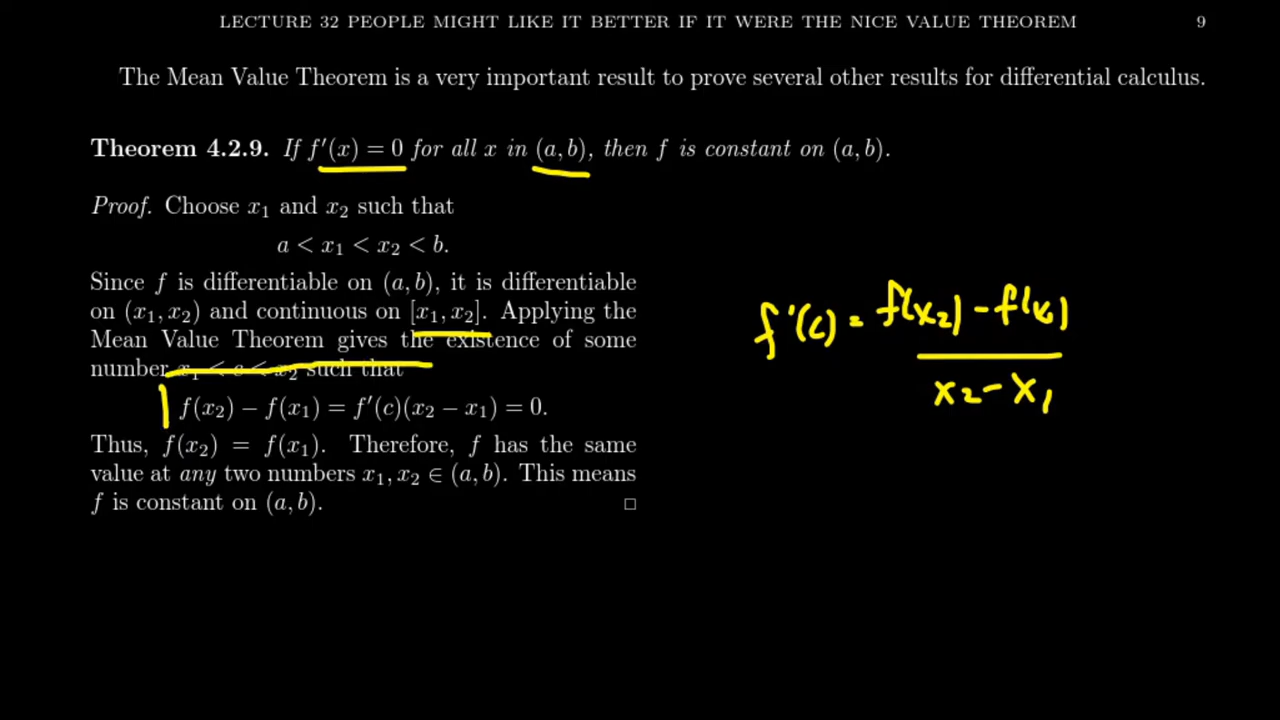 LECTURE 32 PEOPLE MIGHT LIKE IT BETTER IF IT WERE THE NICE VALUE THEOREM 9
The Mean Value Theorem is a very important result to prove several other results for differential calculus.
Theorem 4.2.9. If f′(x) = 0 for all x in (a, b), then f is constant on (a, b).
Proof. Choose x₁ and x₂ such that
a < x₁ < x₂ < b.
Since f is differentiable on (a, b), it is differentiable
on (x₁, x₂) and continuous on [x₁, x₂]. Applying the
Mean Value Theorem gives the existence of some
number x₁ < c < x₂ such that
f(x₂) − f(x₁) = f′(c)(x₂ − x₁) = 0.
Thus, f(x₂) = f(x₁). Therefore, f has the same
value at any two numbers x₁, x₂ ∈ (a, b). This means
f is constant on (a, b). □
f'(c) = f(x₂) − f(x₁)
x₂ − x₁